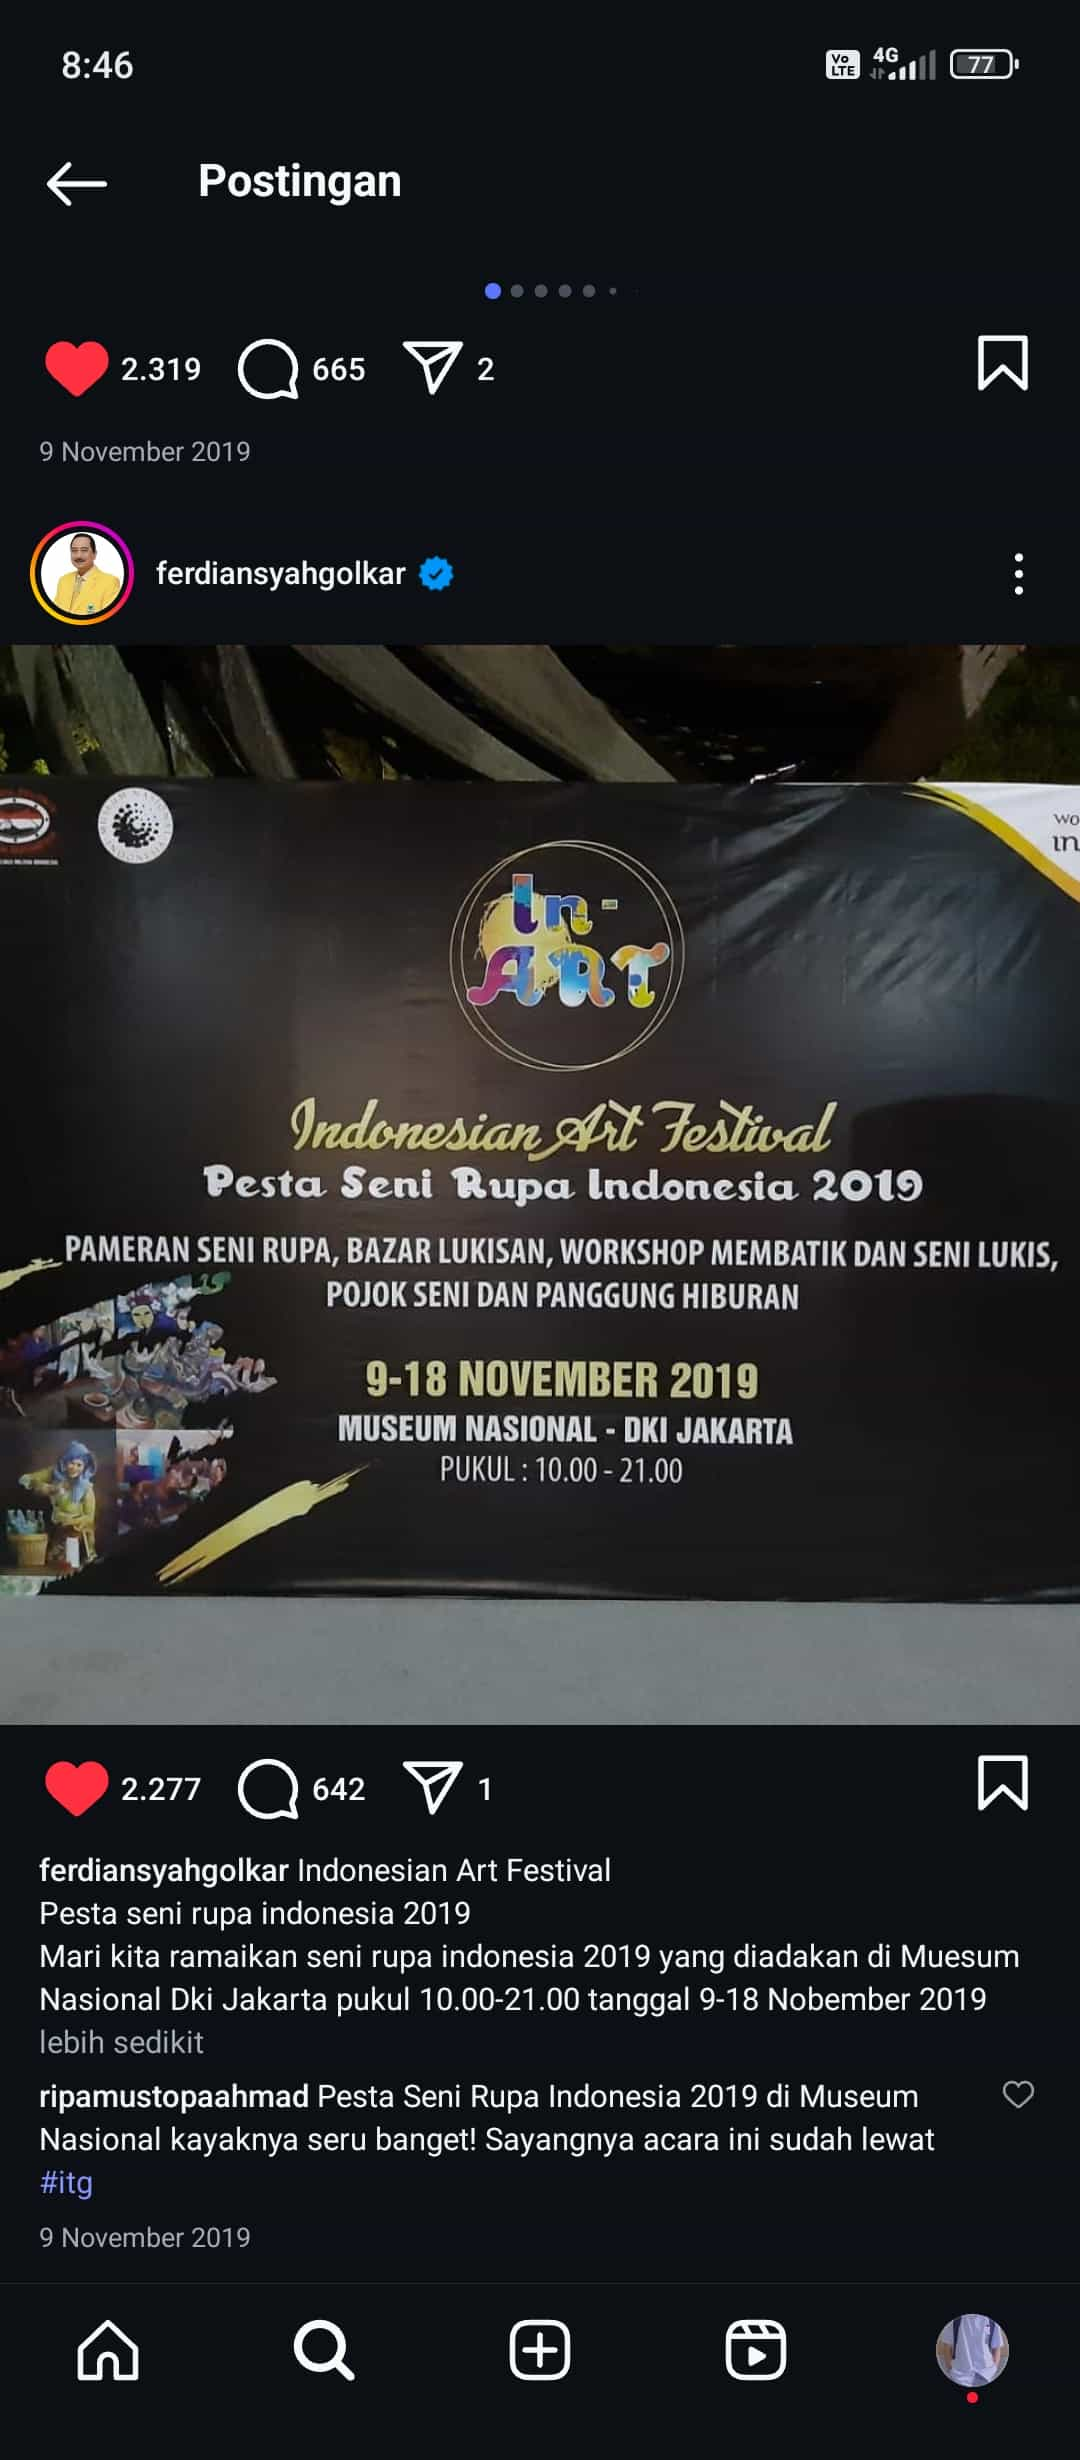 8:46
Vo LTE 4G 77
Postingan
2.319 665 2
9 November 2019
ferdiansyahgolkar
In-ART
Indonesian Art Festival
Pesta Seni Rupa Indonesia 2019
PAMERAN SENI RUPA, BAZAR LUKISAN, WORKSHOP MEMBATIK DAN SENI LUKIS,
POJOK SENI DAN PANGGUNG HIBURAN
9-18 NOVEMBER 2019
MUSEUM NASIONAL - DKI JAKARTA
PUKUL : 10.00 - 21.00
2.277 642 1
ferdiansyahgolkar Indonesian Art Festival
Pesta seni rupa indonesia 2019
Mari kita ramaikan seni rupa indonesia 2019 yang diadakan di Muesum
Nasional Dki Jakarta pukul 10.00-21.00 tanggal 9-18 Nobember 2019
lebih sedikit
ripamustopaahmad Pesta Seni Rupa Indonesia 2019 di Museum
Nasional kayaknya seru banget! Sayangnya acara ini sudah lewat
#itg
9 November 2019